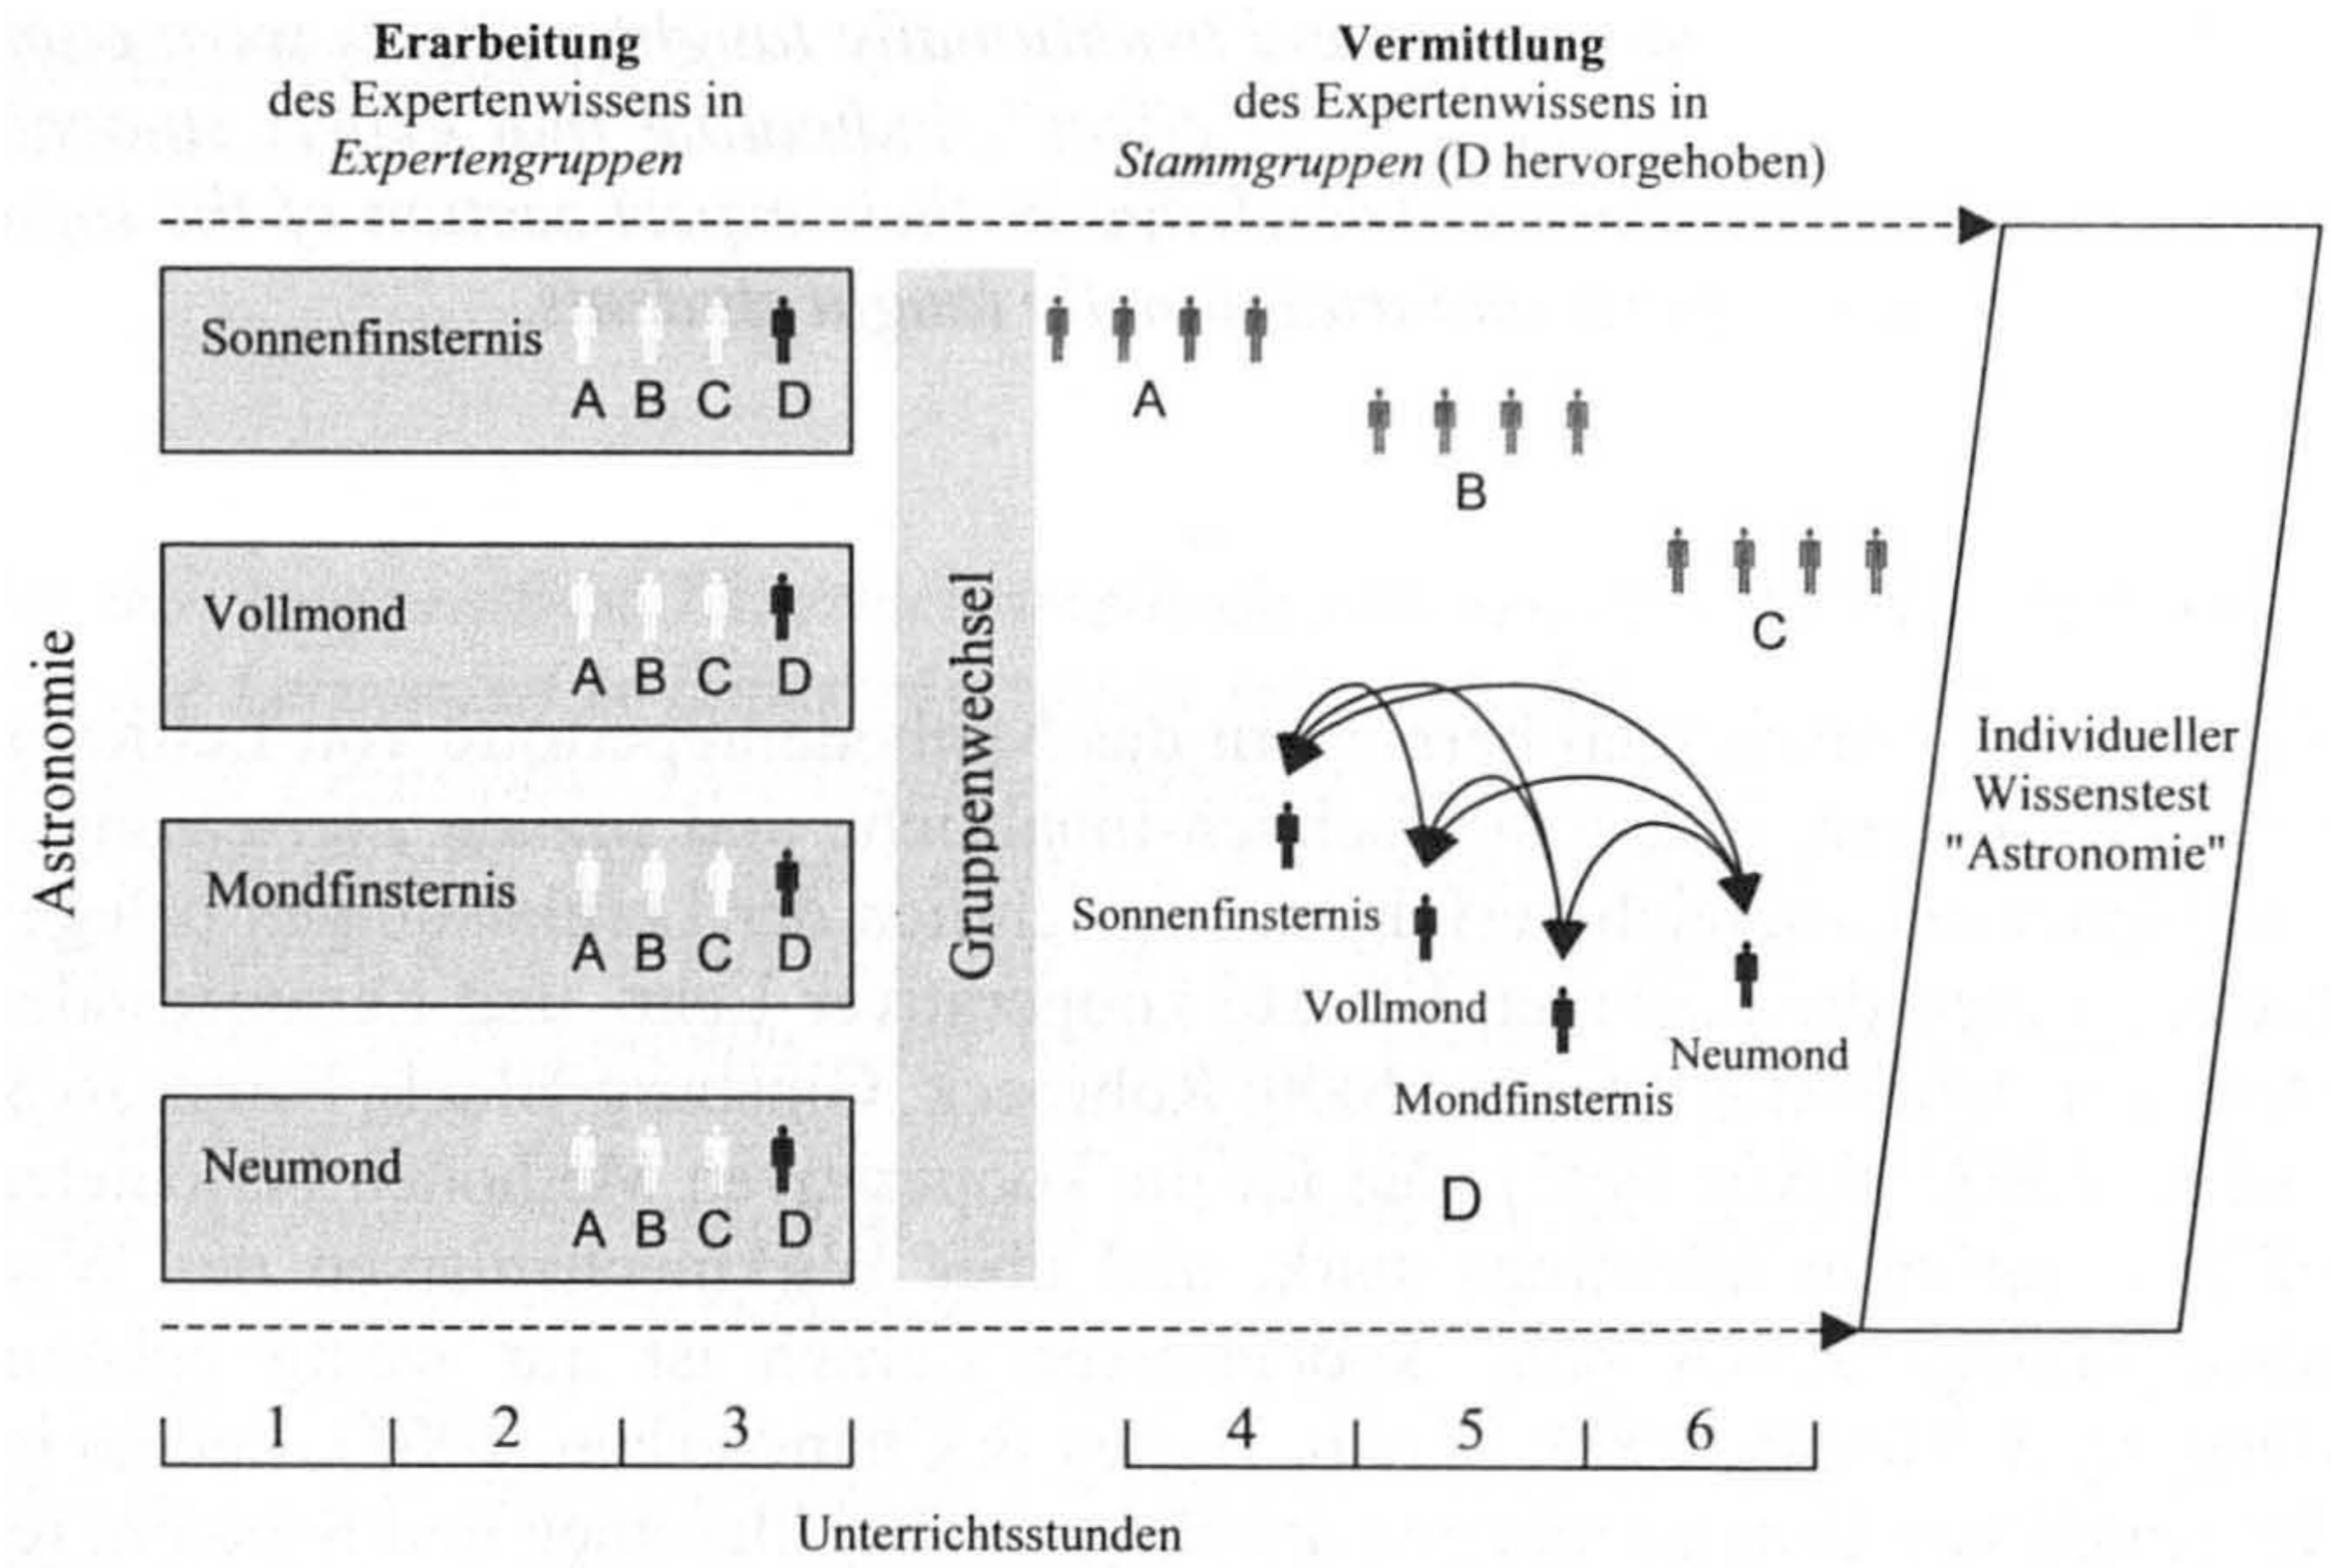 Erarbeitung
des Expertenwissens in
Expertengruppen
Vermittlung
des Expertenwissens in
Stammgruppen (D hervorgehoben)
Astronomie
Sonnenfinsternis
A B C D
Vollmond
A B C D
Mondfinsternis
A B C D
Neumond
A B C D
Gruppenwechsel
A
B
C
Sonnenfinsternis
Vollmond
Mondfinsternis
Neumond
D
Individueller
Wissenstest
"Astronomie"
1 2 3 4 5 6
Unterrichtsstunden